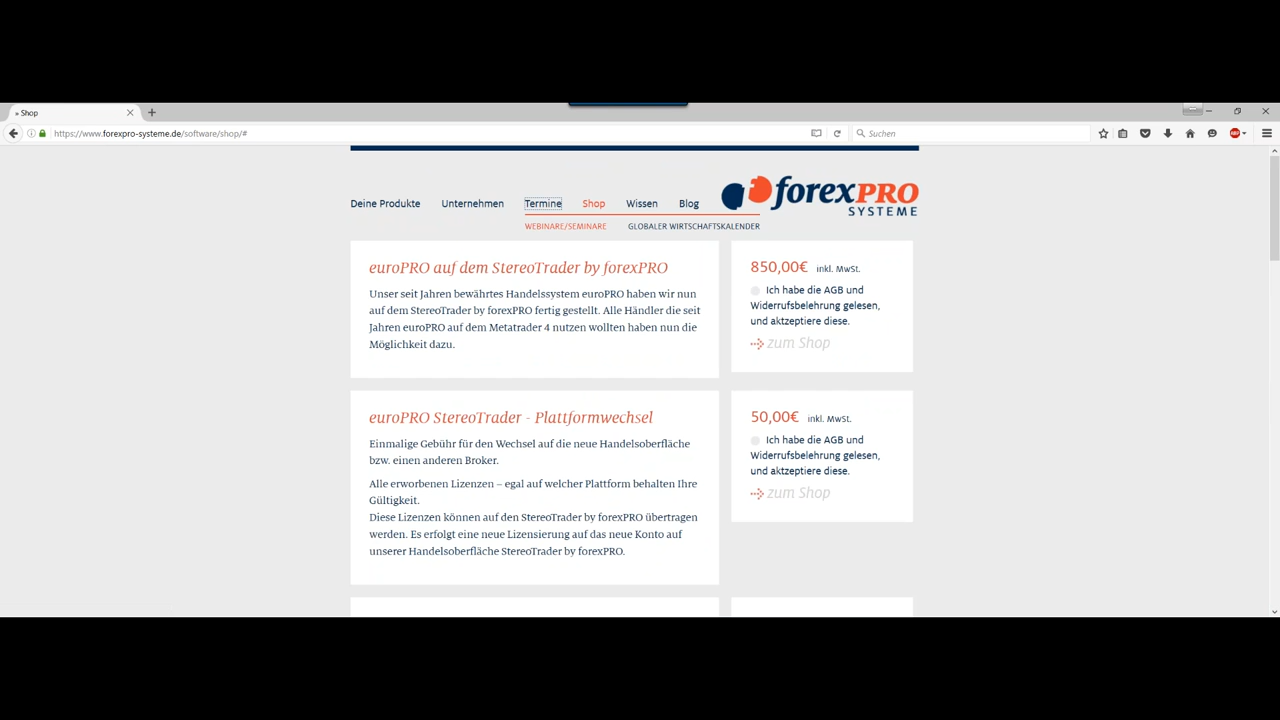 » Shop
https://www.forexpro-systeme.de/software/shop/#
Suchen
Deine Produkte Unternehmen Termine Shop Wissen Blog
forexPRO
SYSTEME
WEBINARE/SEMINARE GLOBALER WIRTSCHAFTSKALENDER
euroPRO auf dem StereoTrader by forexPRO
Unser seit Jahren bewährtes Handelssystem euroPRO haben wir nun
auf dem StereoTrader by forexPRO fertig gestellt. Alle Händler die seit
Jahren euroPRO auf dem Metatrader 4 nutzen wollten haben nun die
Möglichkeit dazu.
850,00€ inkl. MwSt.
Ich habe die AGB und
Widerrufsbelehrung gelesen,
und aktzeptiere diese.
zum Shop
euroPRO StereoTrader - Plattformwechsel
Einmalige Gebühr für den Wechsel auf die neue Handelsoberfläche
bzw. einen anderen Broker.
Alle erworbenen Lizenzen – egal auf welcher Plattform behalten Ihre
Gültigkeit.
Diese Lizenzen können auf den StereoTrader by forexPRO übertragen
werden. Es erfolgt eine neue Lizensierung auf das neue Konto auf
unserer Handelsoberfläche StereoTrader by forexPRO.
50,00€ inkl. MwSt.
Ich habe die AGB und
Widerrufsbelehrung gelesen,
und aktzeptiere diese.
zum Shop